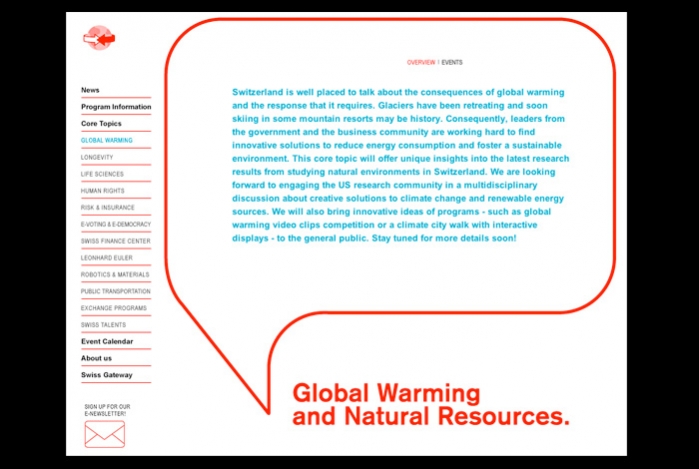 News
Program Information
Core Topics
GLOBAL WARMING
LONGEVITY
LIFE SCIENCES
HUMAN RIGHTS
RISK & INSURANCE
E-VOTING & E-DEMOCRACY
SWISS FINANCE CENTER
LEONHARD EULER
ROBOTICS & MATERIALS
PUBLIC TRANSPORTATION
EXCHANGE PROGRAMS
SWISS TALENTS
Event Calendar
About us
Swiss Gateway
SIGN UP FOR OUR
E-NEWSLETTER!
OVERVIEW | EVENTS
Switzerland is well placed to talk about the consequences of global warming
and the response that it requires. Glaciers have been retreating and soon
skiing in some mountain resorts may be history. Consequently, leaders from
the government and the business community are working hard to find
innovative solutions to reduce energy consumption and foster a sustainable
environment. This core topic will offer unique insights into the latest research
results from studying natural environments in Switzerland. We are looking
forward to engaging the US research community in a multidisciplinary
discussion about creative solutions to climate change and renewable energy
sources. We will also bring innovative ideas of programs - such as global
warming video clips competition or a climate city walk with interactive
displays - to the general public. Stay tuned for more details soon!
Global Warming
and Natural Resources.